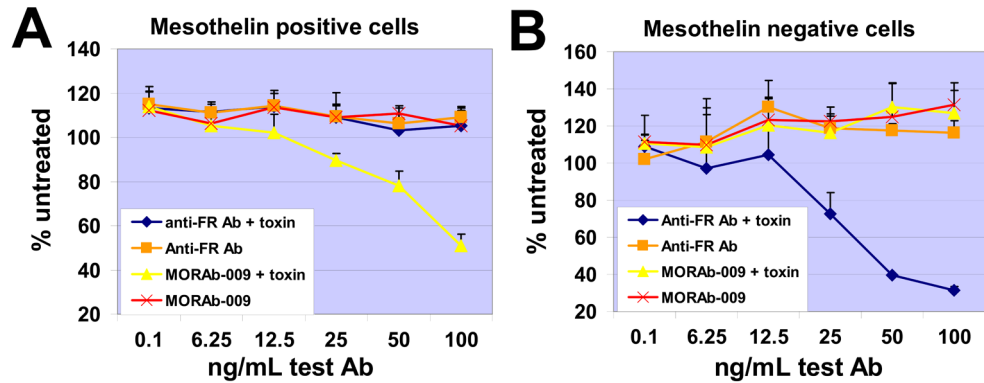 A
Mesothelin positive cells
140
120
100
80
60
40
20
% untreated
anti-FR Ab + toxin
Anti-FR Ab
MORAb-009 + toxin
MORAb-009
0.1 6.25 12.5 25 50 100
ng/mL test Ab
B
Mesothelin negative cells
160
140
120
100
80
60
40
20
% untreated
Anti-FR Ab + toxin
Anti-FR Ab
MORAb-009 + toxin
MORAb-009
0.1 6.25 12.5 25 50 100
ng/mL test Ab